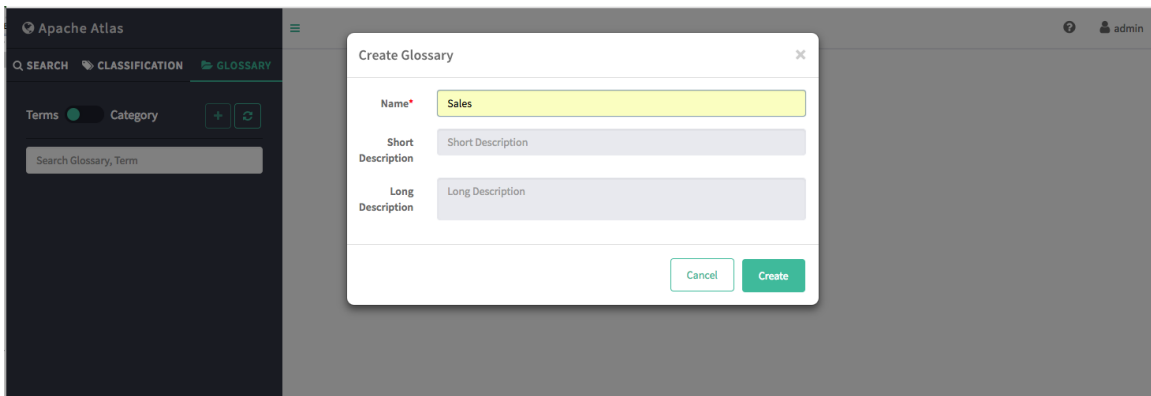 Apache Atlas
admin
SEARCH CLASSIFICATION GLOSSARY
Terms Category
Search Glossary, Term
Create Glossary
Name*
Sales
Short Description
Short Description
Long Description
Long Description
Cancel Create